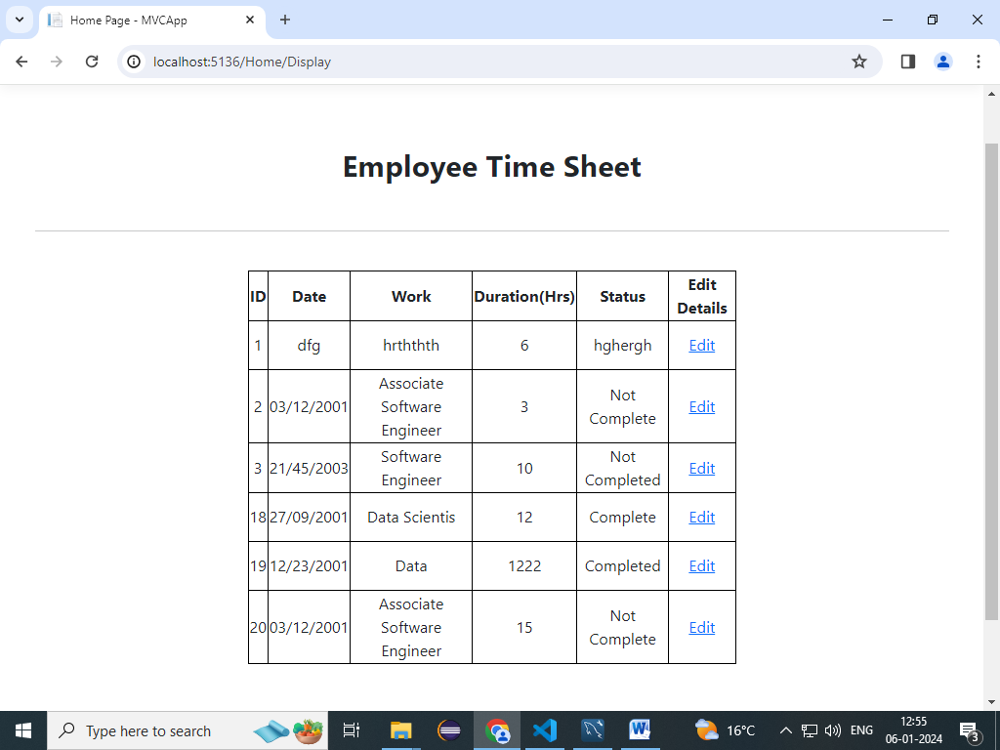 Home Page - MVCApp
localhost:5136/Home/Display
Employee Time Sheet
ID Date Work Duration(Hrs) Status Edit Details
1 dfg hrththth 6 hghergh Edit
2 03/12/2001 Associate Software Engineer 3 Not Complete Edit
3 21/45/2003 Software Engineer 10 Not Completed Edit
18 27/09/2001 Data Scientis 12 Complete Edit
19 12/23/2001 Data 1222 Completed Edit
20 03/12/2001 Associate Software Engineer 15 Not Complete Edit
Type here to search
16°C
ENG
12:55
06-01-2024
3